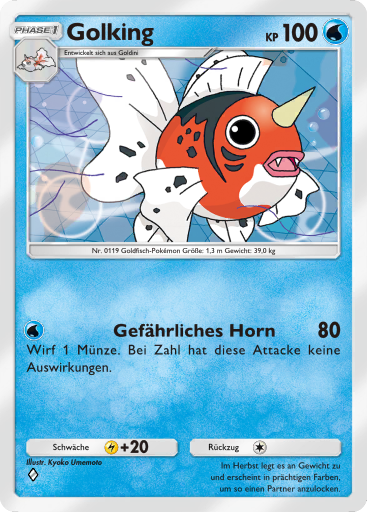 PHASE 1 Golking KP 100
Entwickelt sich aus Goldini
Nr. 0119 Goldfisch-Pokémon Größe: 1,3 m Gewicht: 39,0 kg
Gefährliches Horn 80
Wirf 1 Münze. Bei Zahl hat diese Attacke keine
Auswirkungen.
Schwäche +20 Rückzug
Illustr. Kyoko Umemoto
Im Herbst legt es an Gewicht zu
und erscheint in prächtigen Farben,
um so einen Partner anzulocken.